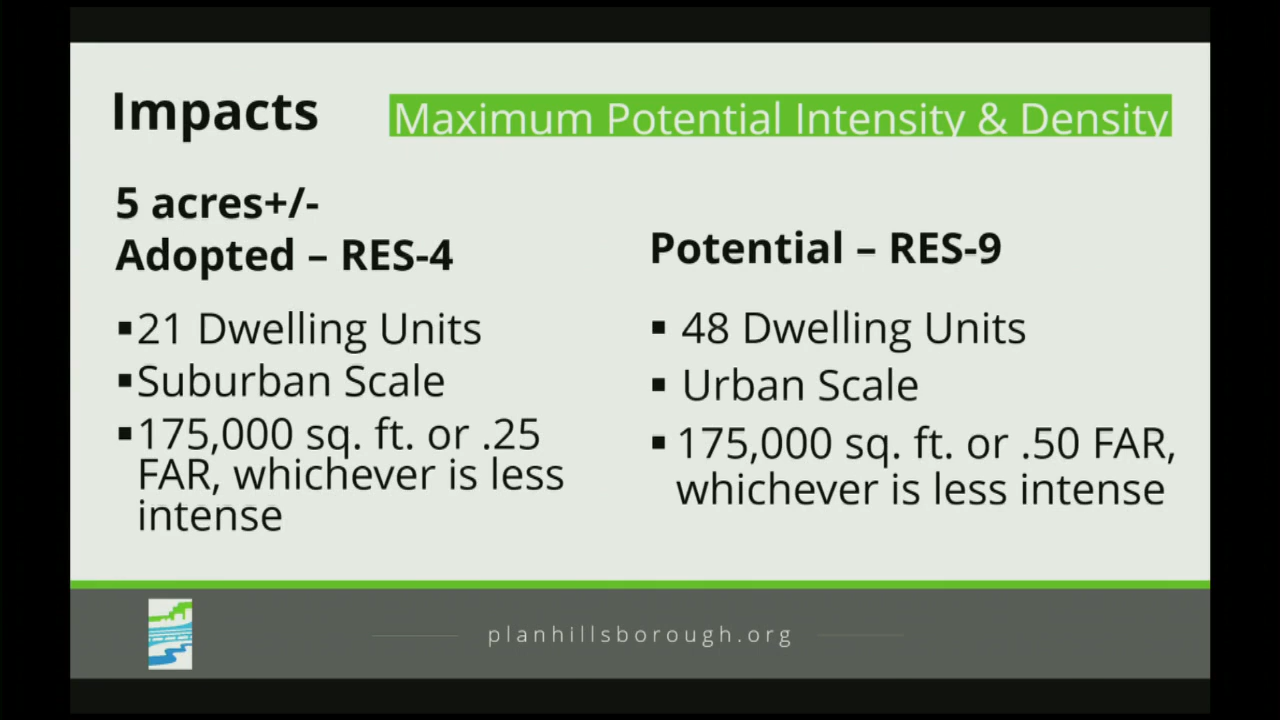 Impacts
Maximum Potential Intensity & Density
5 acres+/-
Adopted – RES-4
▪21 Dwelling Units
▪Suburban Scale
▪175,000 sq. ft. or .25
FAR, whichever is less
intense
Potential – RES-9
▪ 48 Dwelling Units
▪ Urban Scale
▪ 175,000 sq. ft. or .50 FAR,
whichever is less intense
planhillsborough.org